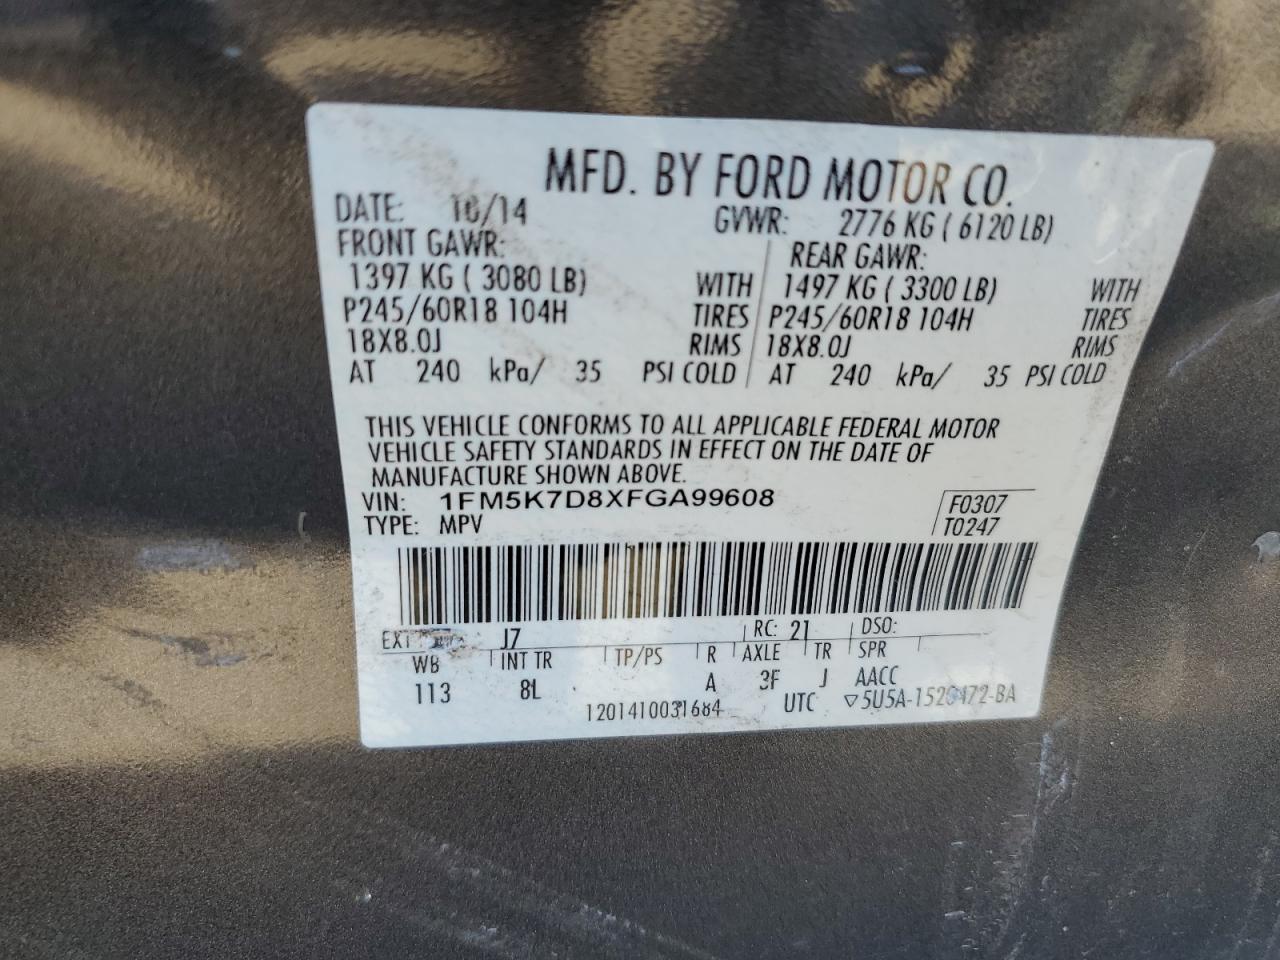 MFD. BY FORD MOTOR CO.
DATE: 10/14 GVWR: 2776 KG ( 6120 LB)
FRONT GAWR: REAR GAWR:
1397 KG ( 3080 LB) WITH 1497 KG ( 3300 LB) WITH
P245/60R18 104H TIRES P245/60R18 104H TIRES
18X8.0J RIMS 18X8.0J RIMS
AT 240 kPa/ 35 PSI COLD AT 240 kPa/ 35 PSI COLD
THIS VEHICLE CONFORMS TO ALL APPLICABLE FEDERAL MOTOR
VEHICLE SAFETY STANDARDS IN EFFECT ON THE DATE OF
MANUFACTURE SHOWN ABOVE.
VIN: 1FM5K7D8XFGA99608 F0307
TYPE: MPV T0247
EXT J7 RC: 21 DSO:
WB INT TR TP/PS R AXLE TR SPR
113 8L A 3F J AACC
1201410031684 UTC